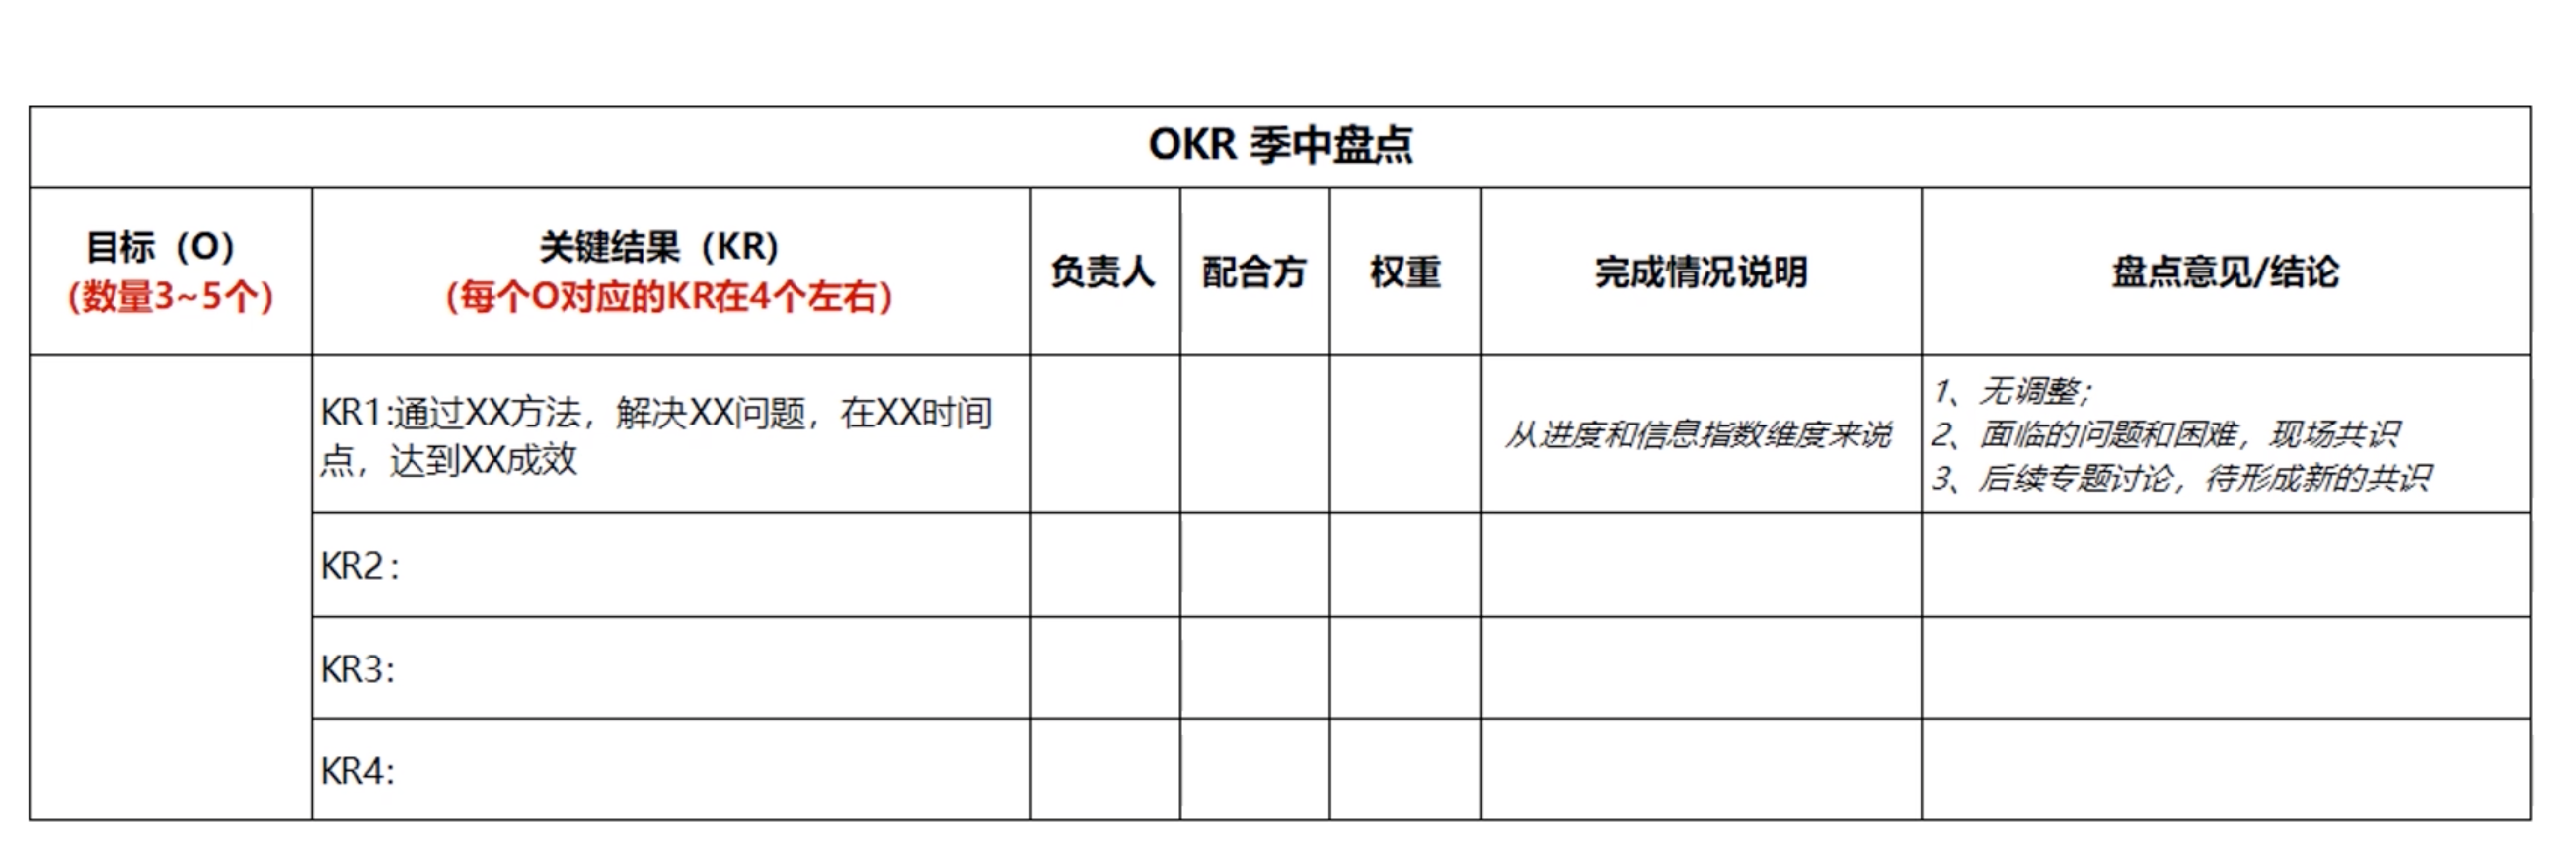 OKR 季中盘点
目标（O）
（数量3~5个）
关键结果（KR）
（每个O对应的KR在4个左右）
负责人
配合方
权重
完成情况说明
盘点意见/结论
KR1:通过XX方法，解决XX问题，在XX时间
点，达到XX成效
从进度和信息指数维度来说
1、无调整；
2、面临的问题和困难，现场共识
3、后续专题讨论，待形成新的共识
KR2：
KR3：
KR4：